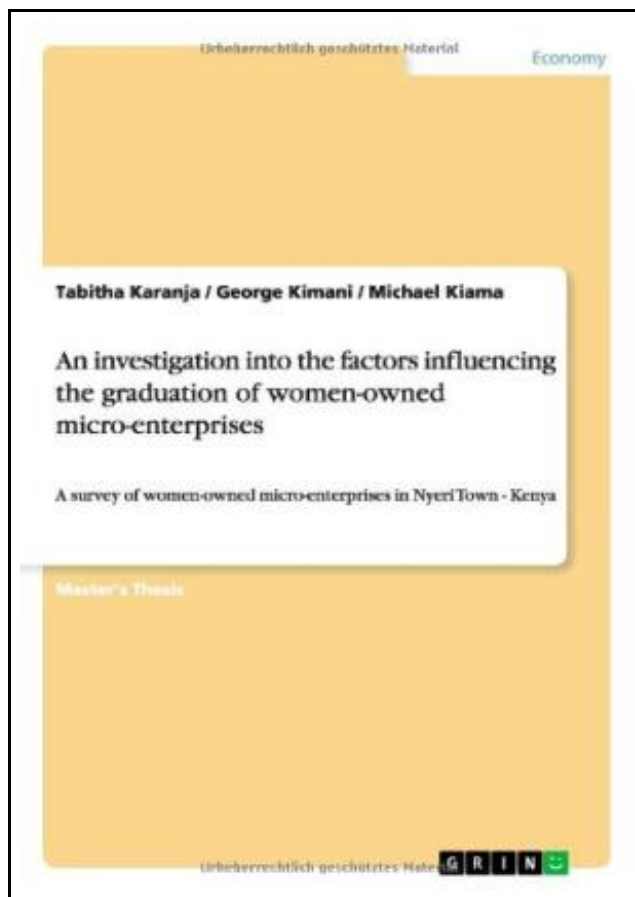 Urheberrechtlich geschütztes Material
Economy
Tabitha Karanja / George Kimani / Michael Kiama
An investigation into the factors influencing
the graduation of women-owned
micro-enterprises
A survey of women-owned micro-enterprises in Nyeri Town - Kenya
Master's Thesis
Urheberrechtlich geschütztes Mate
GRIN